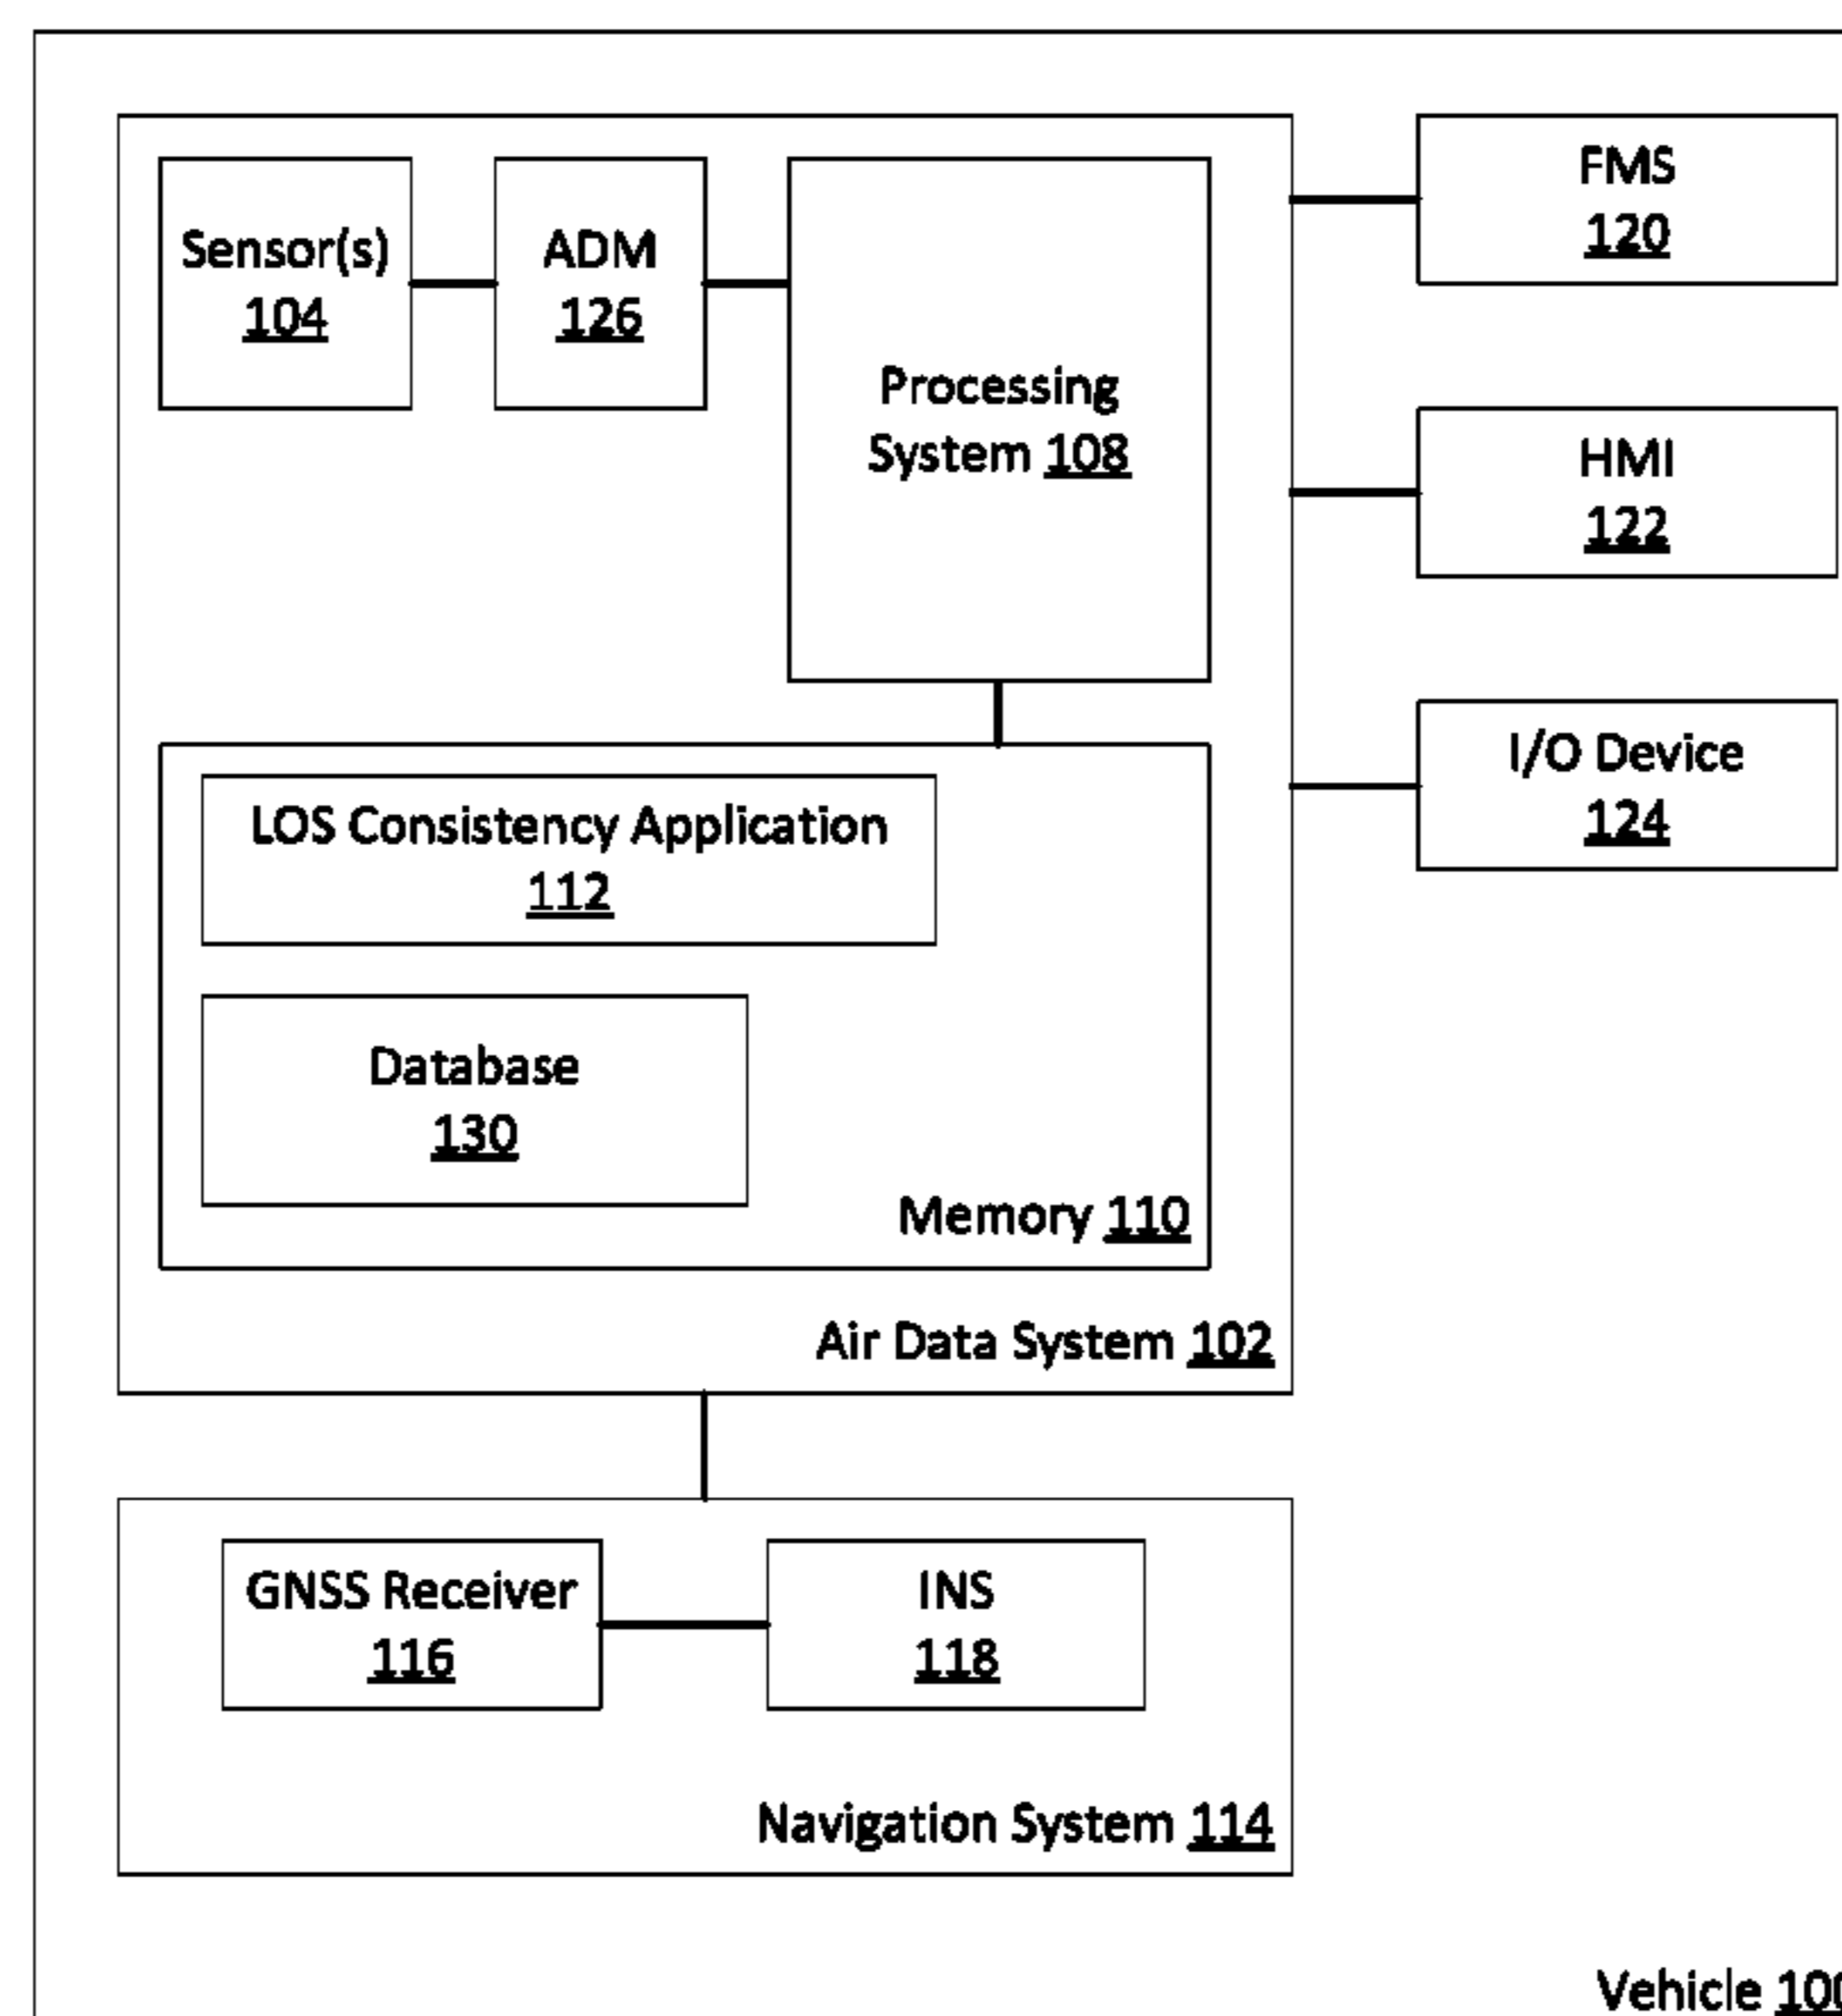 Sensor(s)
104
ADM
126
Processing
System 108
FMS
120
HMI
122
I/O Device
124
LOS Consistency Application
112
Database
130
Memory 110
Air Data System 102
GNSS Receiver
116
INS
118
Navigation System 114
Vehicle 100